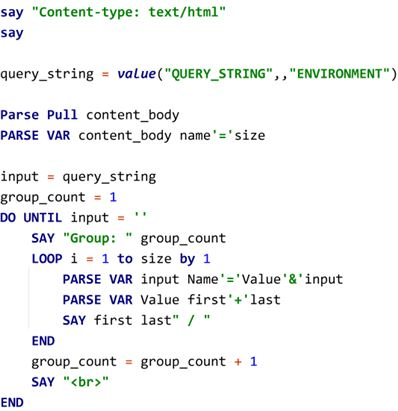 say "Content-type: text/html"
say
query_string = value("QUERY_STRING",,"ENVIRONMENT")
Parse Pull content_body
PARSE VAR content_body name'='size
input = query_string
group_count = 1
DO UNTIL input = ''
SAY "Group: " group_count
LOOP i = 1 to size by 1
PARSE VAR input Name'='Value'&'input
PARSE VAR Value first'+'last
SAY first last" / "
END
group_count = group_count + 1
SAY "<br>"
END